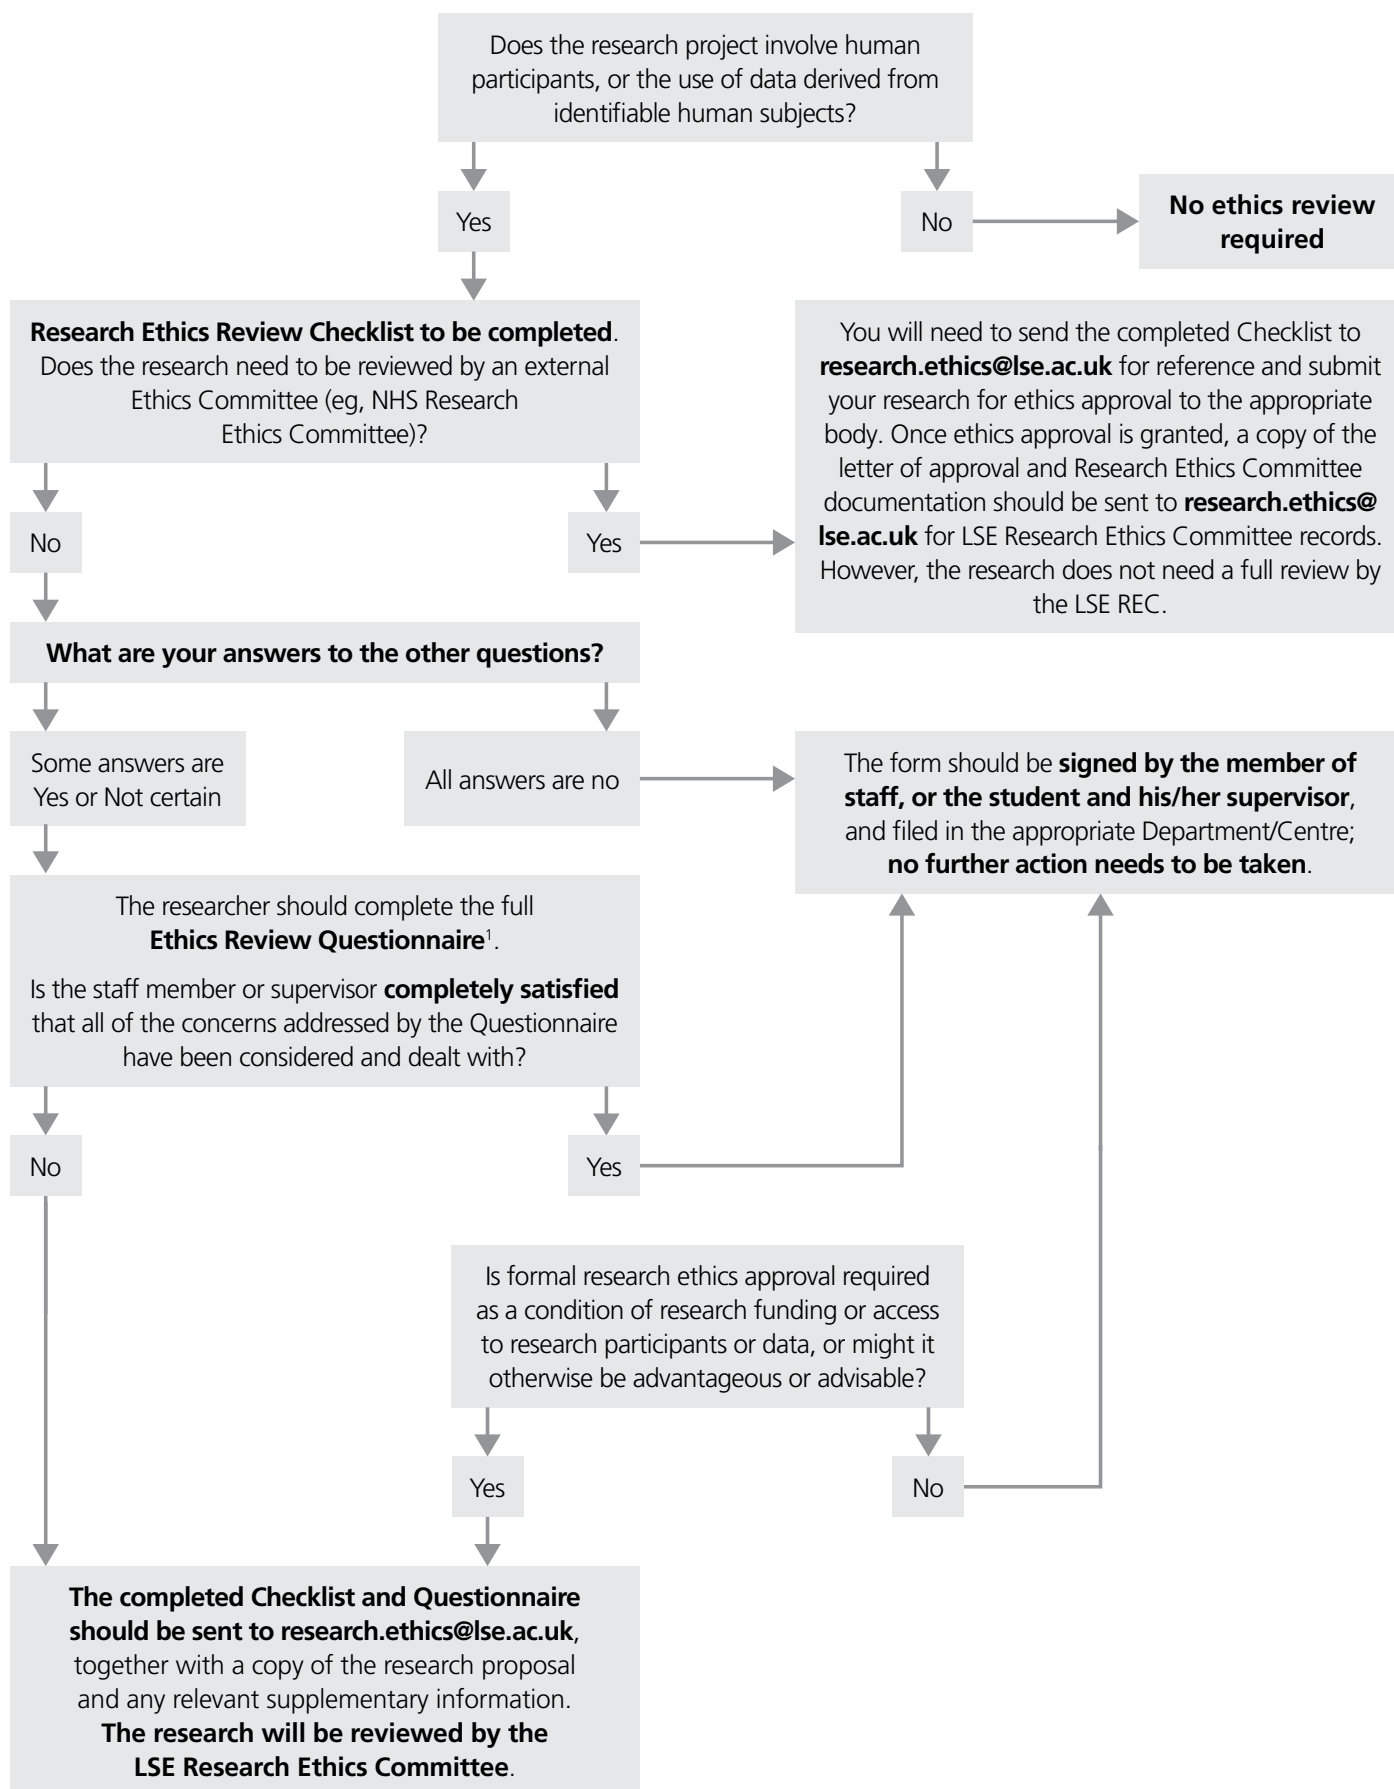 Does the research project involve human
participants, or the use of data derived from
identifiable human subjects?
Yes
No
No ethics review
required
Research Ethics Review Checklist to be completed.
Does the research need to be reviewed by an external
Ethics Committee (eg, NHS Research
Ethics Committee)?
You will need to send the completed Checklist to
research.ethics@lse.ac.uk for reference and submit
your research for ethics approval to the appropriate
body. Once ethics approval is granted, a copy of the
letter of approval and Research Ethics Committee
documentation should be sent to research.ethics@
lse.ac.uk for LSE Research Ethics Committee records.
However, the research does not need a full review by
the LSE REC.
No
Yes
What are your answers to the other questions?
Some answers are
Yes or Not certain
All answers are no
The form should be signed by the member of
staff, or the student and his/her supervisor,
and filed in the appropriate Department/Centre;
no further action needs to be taken.
The researcher should complete the full
Ethics Review Questionnaire¹.
Is the staff member or supervisor completely satisfied
that all of the concerns addressed by the Questionnaire
have been considered and dealt with?
No
Yes
Is formal research ethics approval required
as a condition of research funding or access
to research participants or data, or might it
otherwise be advantageous or advisable?
Yes
No
The completed Checklist and Questionnaire
should be sent to research.ethics@lse.ac.uk,
together with a copy of the research proposal
and any relevant supplementary information.
The research will be reviewed by the
LSE Research Ethics Committee.